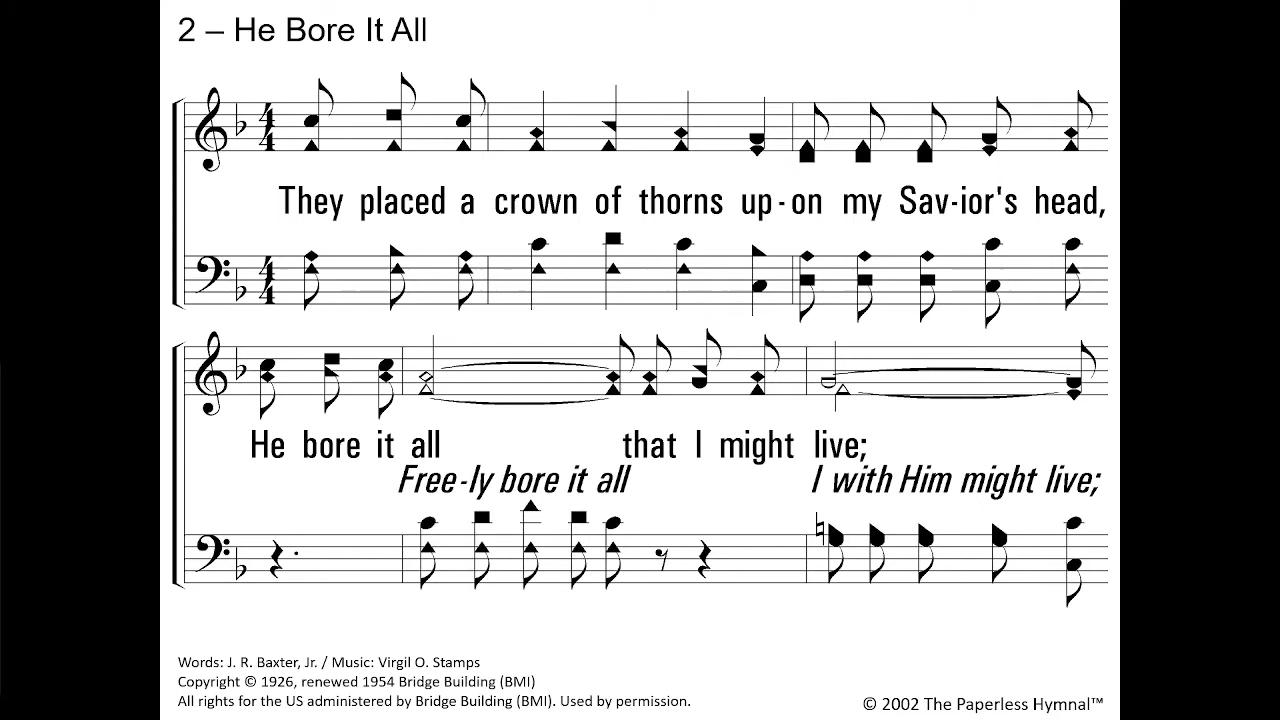 2 – He Bore It All
They placed a crown of thorns up-on my Sav-ior's head,
He bore it all that I might live;
Free-ly bore it all I with Him might live;
Words: J. R. Baxter, Jr. / Music: Virgil O. Stamps
Copyright © 1926, renewed 1954 Bridge Building (BMI)
All rights for the US administered by Bridge Building (BMI). Used by permission.
© 2002 The Paperless Hymnal™